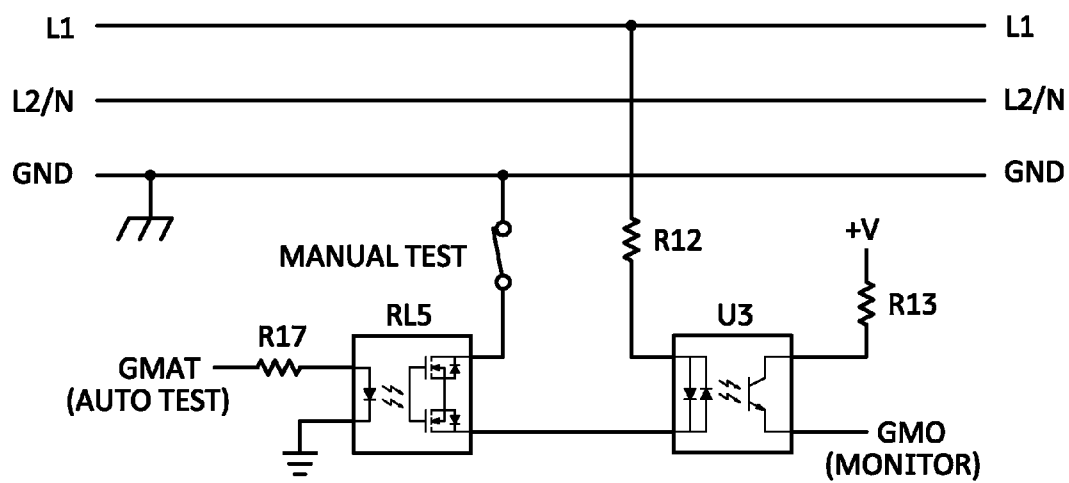 L1 L1
L2/N L2/N
GND GND
R12
+V
MANUAL TEST
R13
RL5
U3
R17
GMAT
(AUTO TEST)
GMO
(MONITOR)